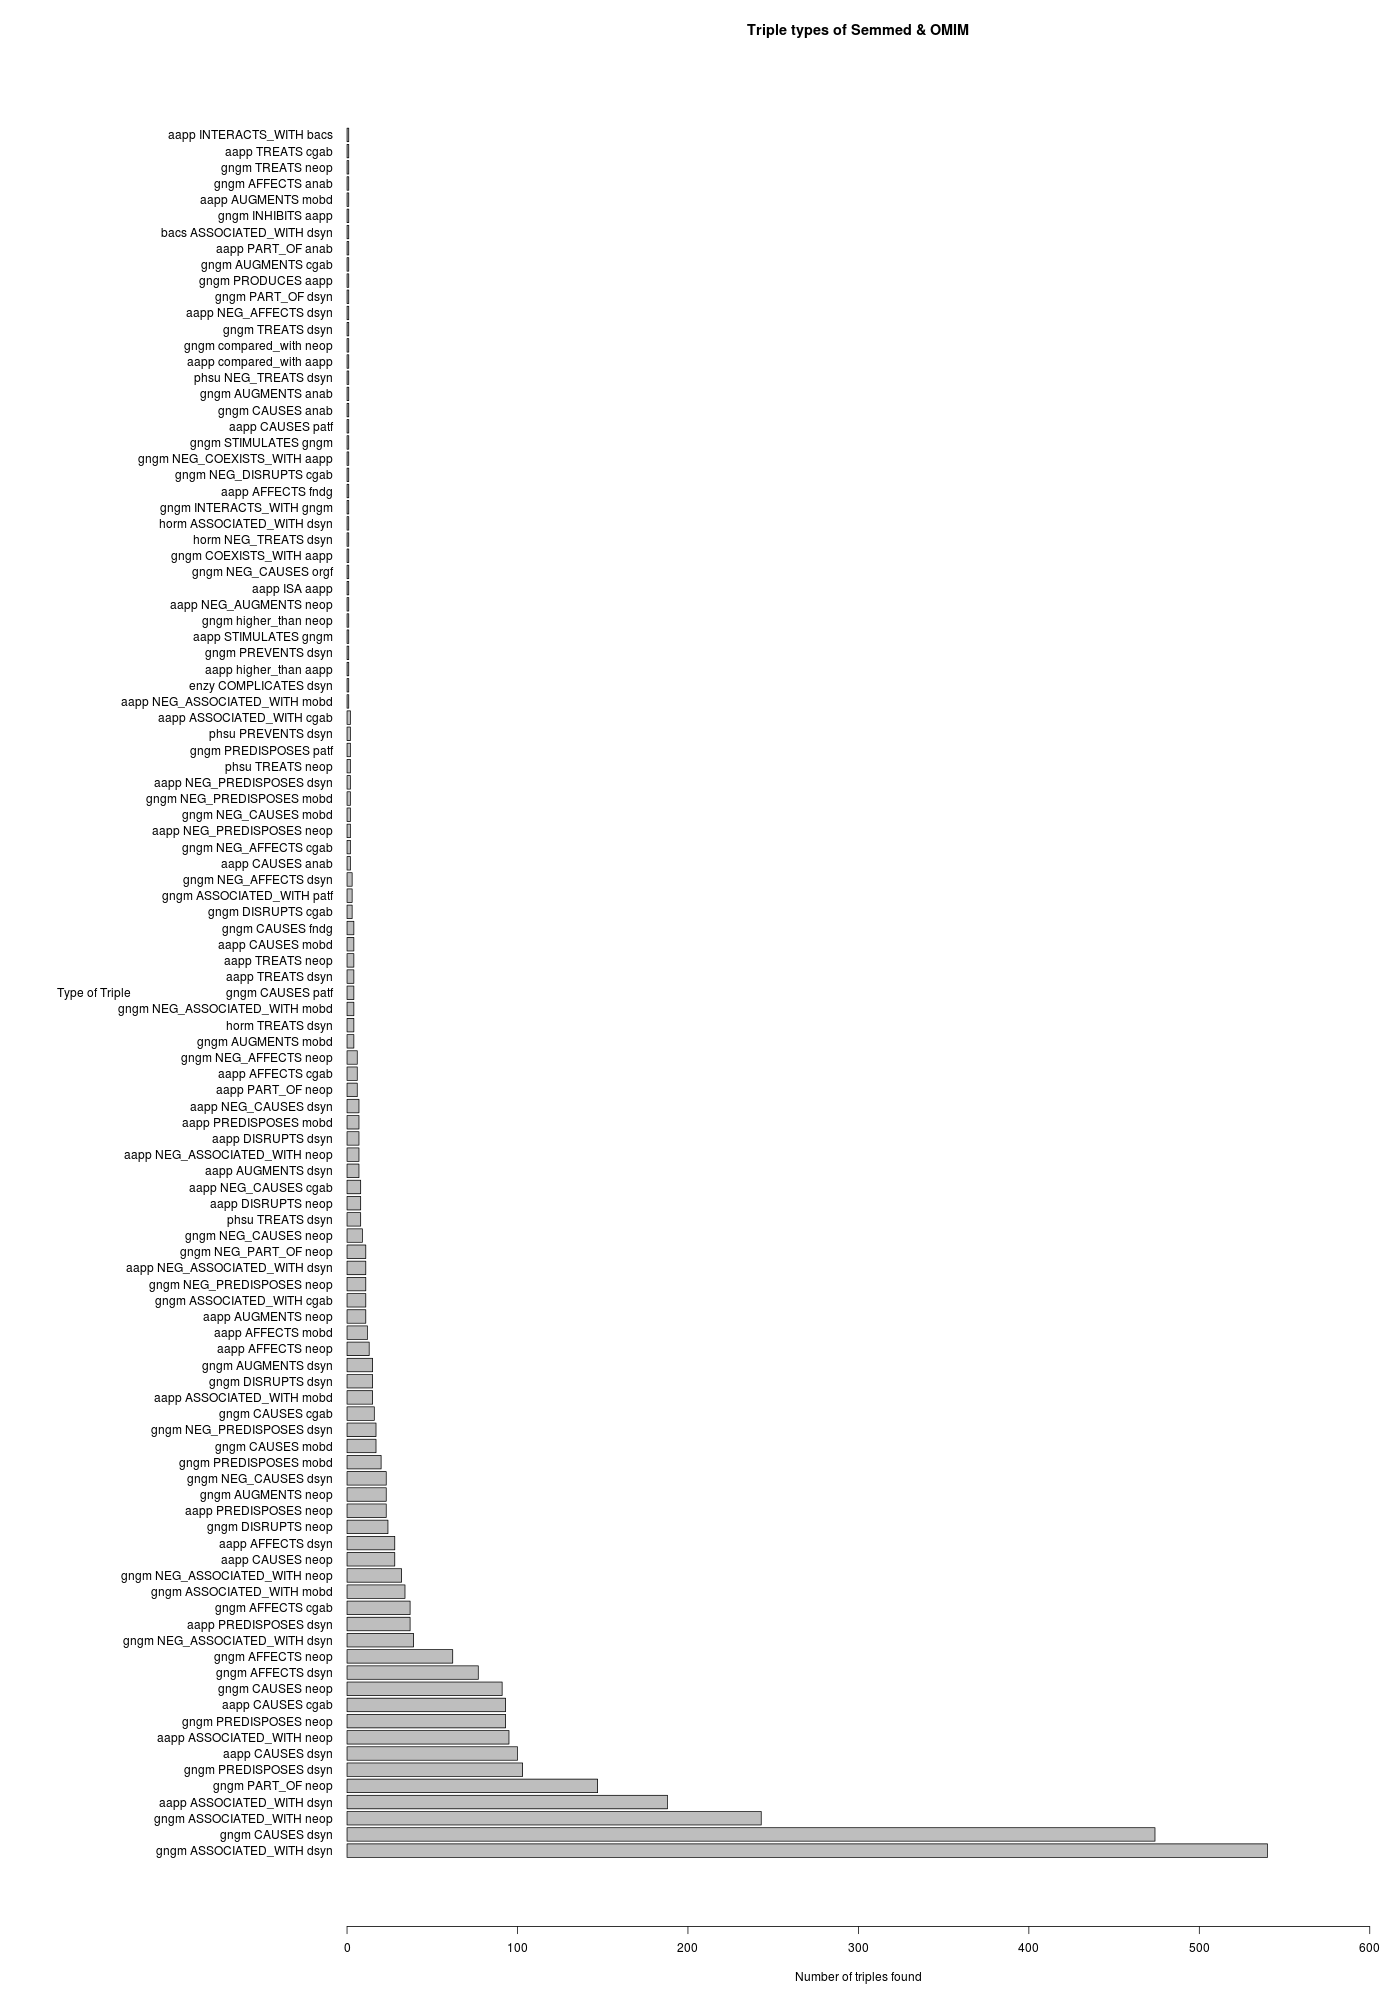 Triple types of Semmed & OMIM
aapp INTERACTS_WITH bacs
aapp TREATS cgab
gngm TREATS neop
gngm AFFECTS anab
aapp AUGMENTS mobd
gngm INHIBITS aapp
bacs ASSOCIATED_WITH dsyn
aapp PART_OF anab
gngm AUGMENTS cgab
gngm PRODUCES aapp
gngm PART_OF dsyn
aapp NEG_AFFECTS dsyn
gngm TREATS dsyn
gngm compared_with neop
aapp compared_with aapp
phsu NEG_TREATS dsyn
gngm AUGMENTS anab
gngm CAUSES anab
aapp CAUSES patf
gngm STIMULATES gngm
gngm NEG_COEXISTS_WITH aapp
gngm NEG_DISRUPTS cgab
aapp AFFECTS fndg
gngm INTERACTS_WITH gngm
horm ASSOCIATED_WITH dsyn
horm NEG_TREATS dsyn
gngm COEXISTS_WITH aapp
gngm NEG_CAUSES orgf
aapp ISA aapp
aapp NEG_AUGMENTS neop
gngm higher_than neop
aapp STIMULATES gngm
gngm PREVENTS dsyn
aapp higher_than aapp
enzy COMPLICATES dsyn
aapp NEG_ASSOCIATED_WITH mobd
aapp ASSOCIATED_WITH cgab
phsu PREVENTS dsyn
gngm PREDISPOSES patf
phsu TREATS neop
aapp NEG_PREDISPOSES dsyn
gngm NEG_PREDISPOSES mobd
gngm NEG_CAUSES mobd
aapp NEG_PREDISPOSES neop
gngm NEG_AFFECTS cgab
aapp CAUSES anab
gngm NEG_AFFECTS dsyn
gngm ASSOCIATED_WITH patf
gngm DISRUPTS cgab
gngm CAUSES fndg
aapp CAUSES mobd
aapp TREATS neop
aapp TREATS dsyn
Type of Triple
gngm CAUSES patf
gngm NEG_ASSOCIATED_WITH mobd
horm TREATS dsyn
gngm AUGMENTS mobd
gngm NEG_AFFECTS neop
aapp AFFECTS cgab
aapp PART_OF neop
aapp NEG_CAUSES dsyn
aapp PREDISPOSES mobd
aapp DISRUPTS dsyn
aapp NEG_ASSOCIATED_WITH neop
aapp AUGMENTS dsyn
aapp NEG_CAUSES cgab
aapp DISRUPTS neop
phsu TREATS dsyn
gngm NEG_CAUSES neop
gngm NEG_PART_OF neop
aapp NEG_ASSOCIATED_WITH dsyn
gngm NEG_PREDISPOSES neop
gngm ASSOCIATED_WITH cgab
aapp AUGMENTS neop
aapp AFFECTS mobd
aapp AFFECTS neop
gngm AUGMENTS dsyn
gngm DISRUPTS dsyn
aapp ASSOCIATED_WITH mobd
gngm CAUSES cgab
gngm NEG_PREDISPOSES dsyn
gngm CAUSES mobd
gngm PREDISPOSES mobd
gngm NEG_CAUSES dsyn
gngm AUGMENTS neop
aapp PREDISPOSES neop
gngm DISRUPTS neop
aapp AFFECTS dsyn
aapp CAUSES neop
gngm NEG_ASSOCIATED_WITH neop
gngm ASSOCIATED_WITH mobd
gngm AFFECTS cgab
aapp PREDISPOSES dsyn
gngm NEG_ASSOCIATED_WITH dsyn
gngm AFFECTS neop
gngm AFFECTS dsyn
gngm CAUSES neop
aapp CAUSES cgab
gngm PREDISPOSES neop
aapp ASSOCIATED_WITH neop
aapp CAUSES dsyn
gngm PREDISPOSES dsyn
gngm PART_OF neop
aapp ASSOCIATED_WITH dsyn
gngm ASSOCIATED_WITH neop
gngm CAUSES dsyn
gngm ASSOCIATED_WITH dsyn
0 100 200 300 400 500 600
Number of triples found